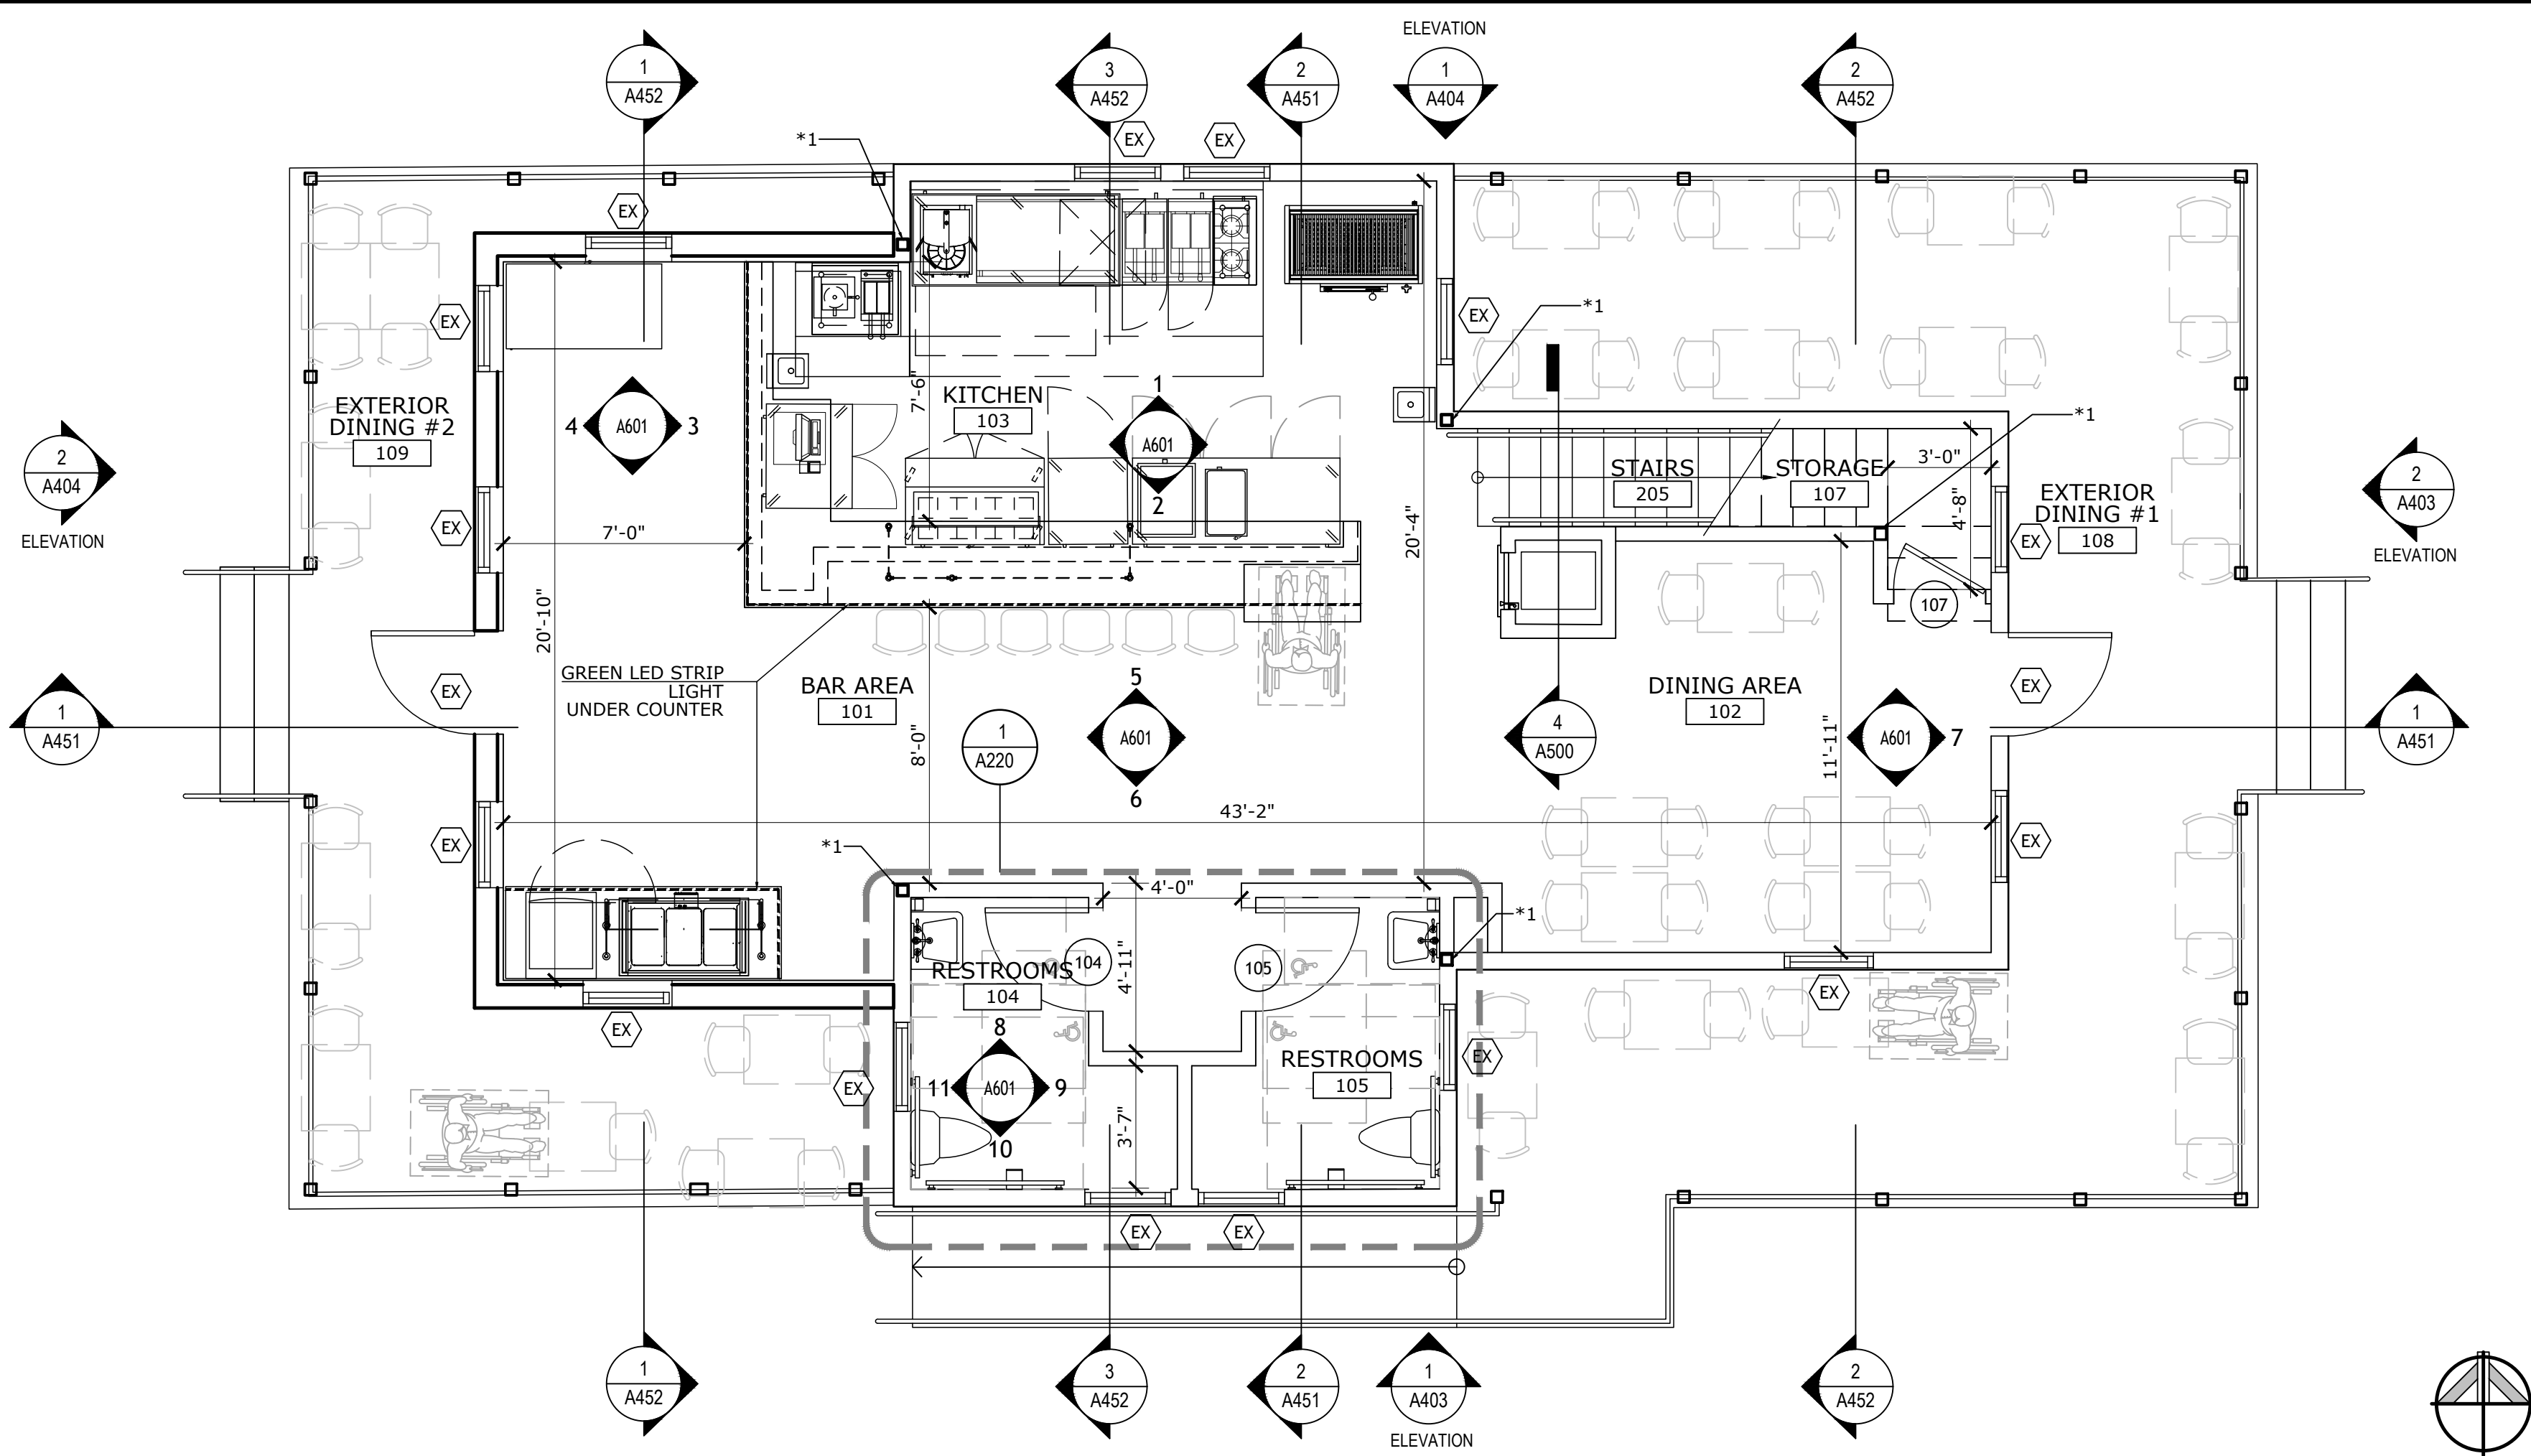 ELEVATION
1
A452
3
A452
2
A451
1
A404
2
A452
*1
EX
EX
EX
EX
EX
*1
7'-6"
KITCHEN
103
1
A601
2
EXTERIOR
DINING #2
109
4
A601
3
*1
2
A404
ELEVATION
STAIRS
205
STORAGE
107
3'-0"
4'-8"
EXTERIOR
DINING #1
108
2
A403
ELEVATION
EX
7'-0"
20'-4"
EX
20'-10"
107
GREEN LED STRIP
LIGHT
UNDER COUNTER
EX
BAR AREA
101
5
A601
6
DINING AREA
102
EX
1
A451
8'-0"
1
A220
4
A500
11'-11"
A601
7
1
A451
43'-2"
EX
*1
EX
4'-0"
*1
RESTROOMS
104
104
4'-11"
105
EX
EX
8
11
A601
9
10
RESTROOMS
105
EX
EX
3'-7"
EX
EX
1
A452
3
A452
2
A451
1
A403
2
A452
ELEVATION